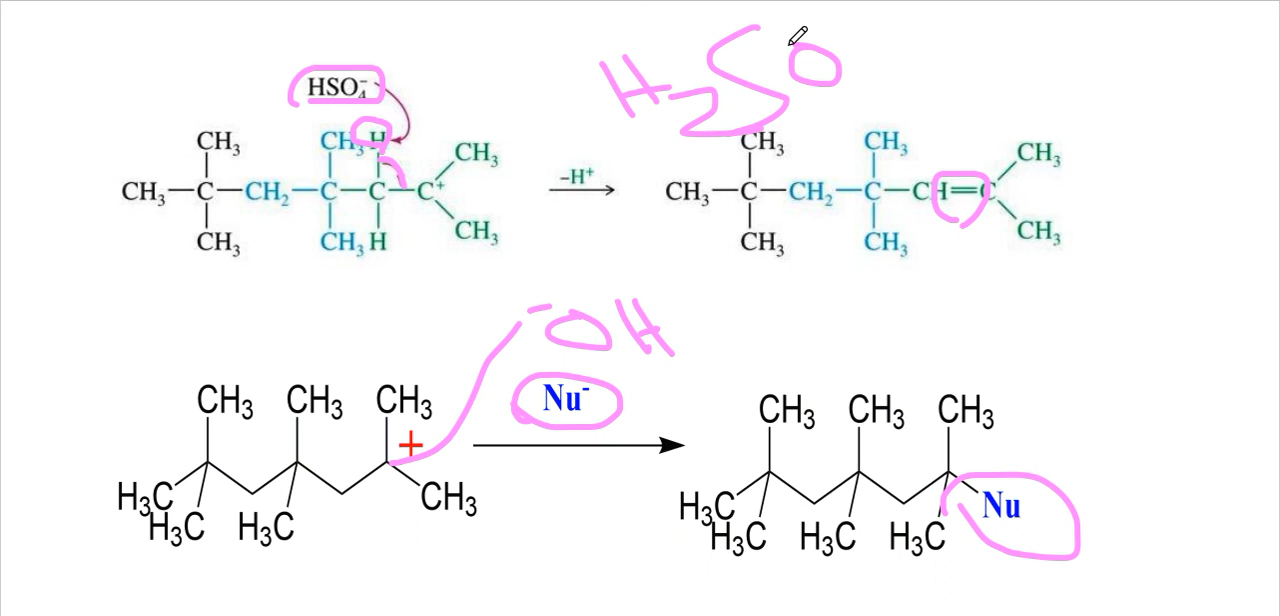 HSO₄⁻
H₂SO
CH₃ CH₃ H CH₃ CH₃ CH₃ CH₃
CH₃—C—CH₂—C—C—C⁺ –H⁺ CH₃—C—CH₂—C—CH=C
CH₃ CH₃ H CH₃ CH₃ CH₃ CH₃
⁻OH
CH₃ CH₃ CH₃ Nu⁻ CH₃ CH₃ CH₃
+
H₃C CH₃ H₃C Nu
H₃C H₃C H₃C H₃C H₃C